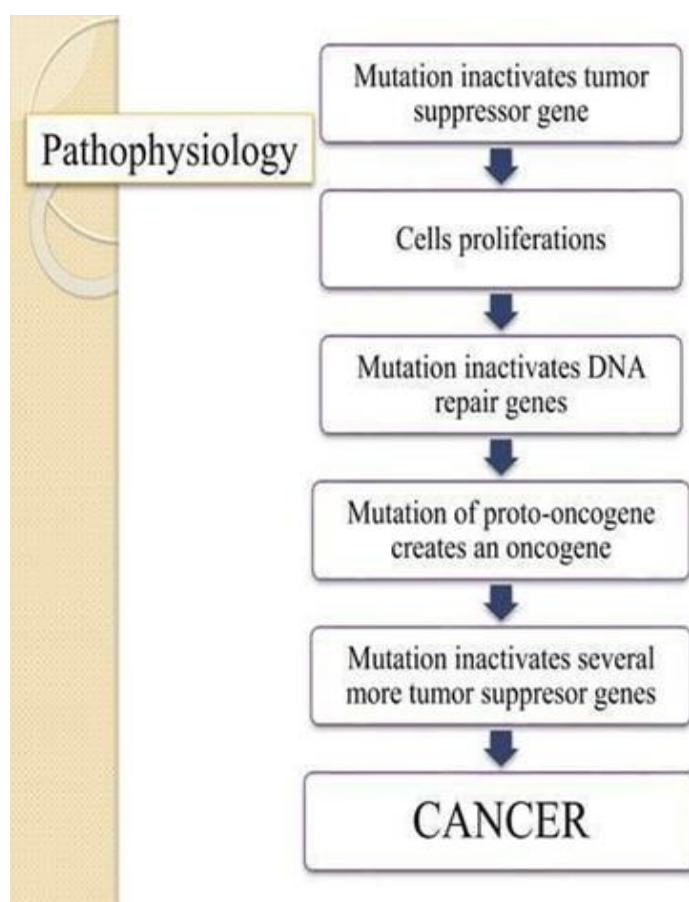 Pathophysiology
Mutation inactivates tumor
suppressor gene
Cells proliferations
Mutation inactivates DNA
repair genes
Mutation of proto-oncogene
creates an oncogene
Mutation inactivates several
more tumor suppresor genes
CANCER